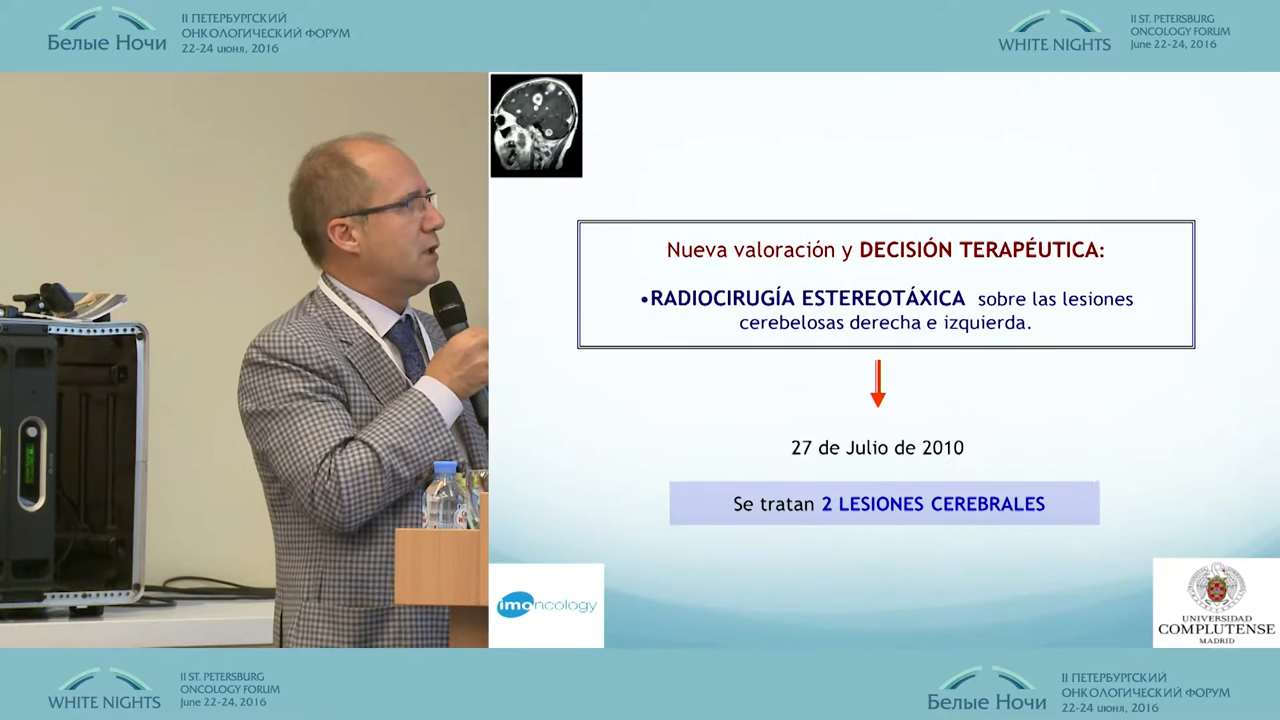 Белые Ночи
II ПЕТЕРБУРГСКИЙ
ОНКОЛОГИЧЕСКИЙ ФОРУМ
22-24 июня, 2016
WHITE NIGHTS
II ST. PETERSBURG
ONCOLOGY FORUM
June 22-24, 2016
Nueva valoración y DECISIÓN TERAPÉUTICA:
•RADIOCIRUGÍA ESTEREOTÁXICA sobre las lesiones
cerebelosas derecha e izquierda.
27 de Julio de 2010
Se tratan 2 LESIONES CEREBRALES
imoncology
UNIVERSIDAD
COMPLUTENSE
MADRID
WHITE NIGHTS
II ST. PETERSBURG
ONCOLOGY FORUM
June 22-24, 2016
Белые Ночи
II ПЕТЕРБУРГСКИЙ
ОНКОЛОГИЧЕСКИЙ ФОРУМ
22-24 июня, 2016